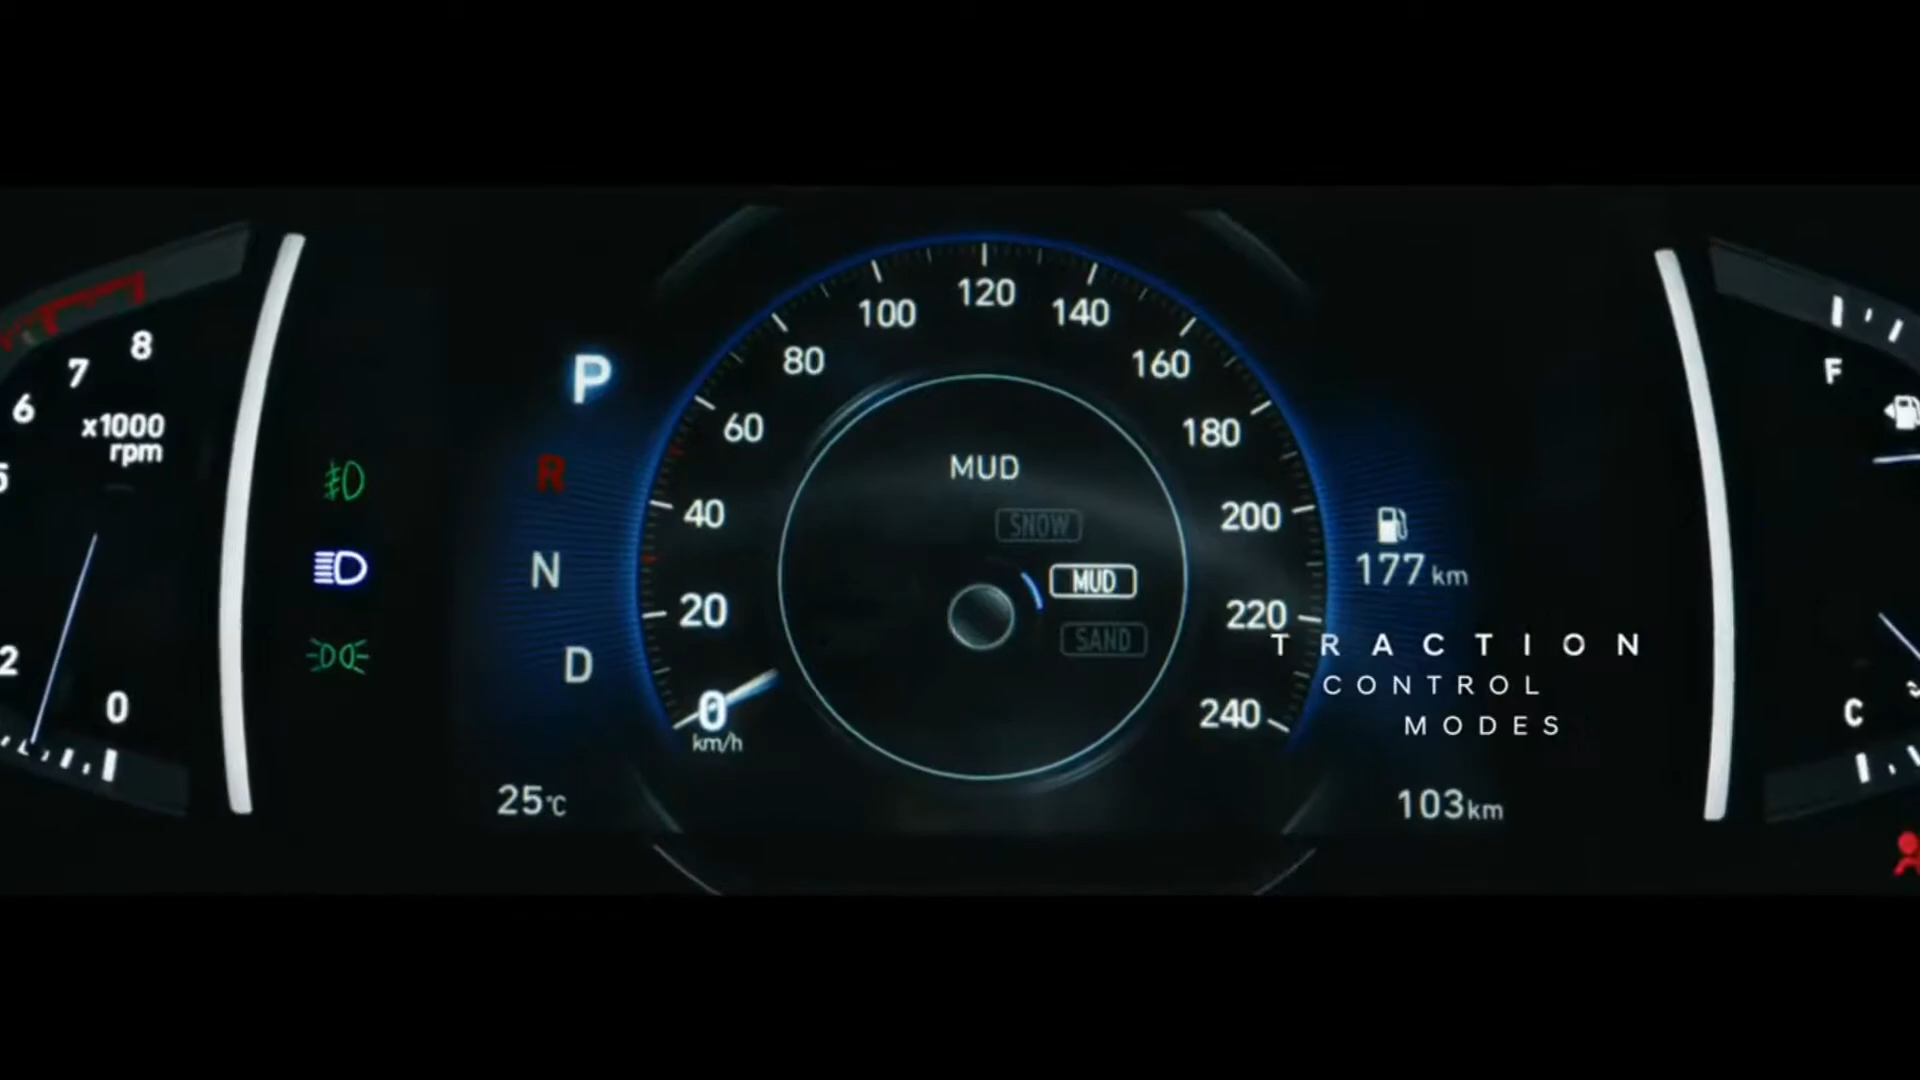 8
7
6
5
x1000
rpm
2
0
P
R
N
D
25°C
0
km/h
20
40
60
80
100
120
140
160
180
200
220
240
MUD
SNOW
MUD
SAND
177 km
TRACTION
CONTROL
MODES
103km
F
C